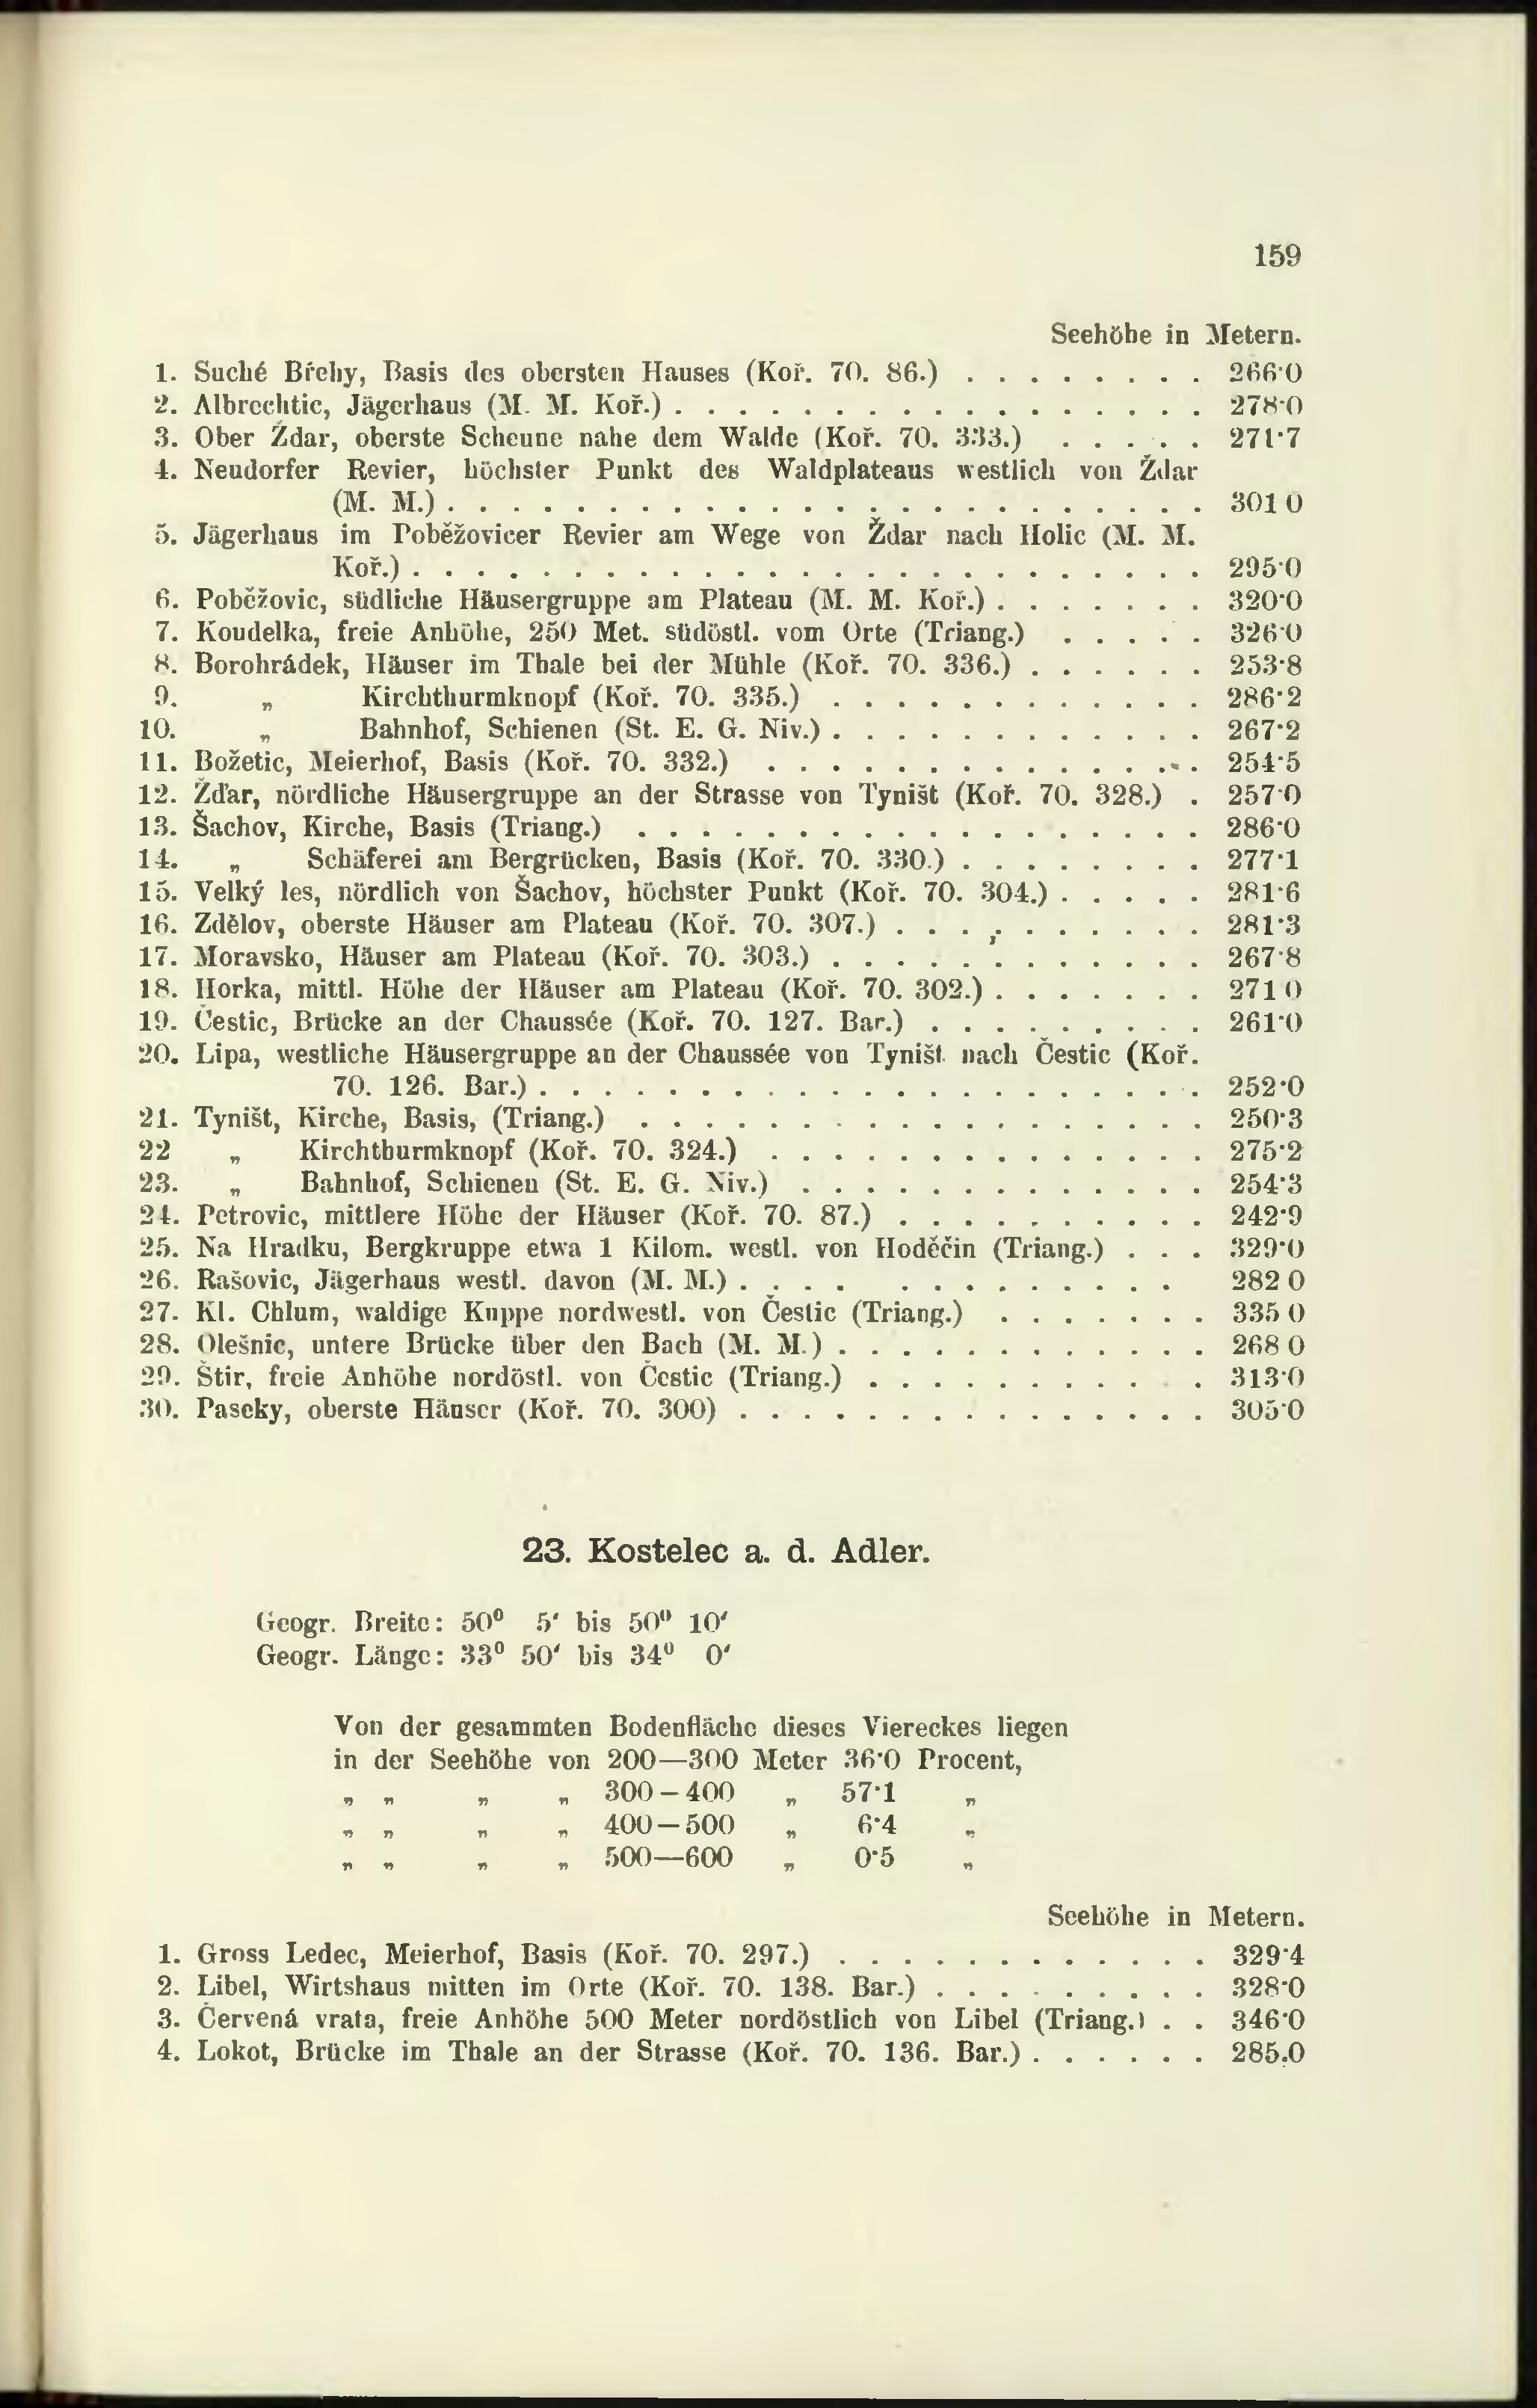 159
Seehöhe in Metern.
1. Suché Břehy, Basis des obersten Hauses (Koř. 70. 86.) . . . . . . . . 266·0
2. Albrechtic, Jägerhaus (M. M. Koř.) . . . . . . . . . . . . . . . . . 278·0
3. Ober Ždar, oberste Scheune nahe dem Walde (Koř. 70. 333.) . . . . . 271·7
4. Neudorfer Revier, höchster Punkt des Waldplateaus westlich von Ždar
(M. M.) . . . . . . . . . . . . . . . . . . . . . . . . 301 0
5. Jägerhaus im Poběžovicer Revier am Wege von Ždar nach Holic (M. M.
Koř.) . . . . . . . . . . . . . . . . . . . . . . . . . 295·0
6. Poběžovic, südliche Häusergruppe am Plateau (M. M. Koř.) . . . . . . . 320·0
7. Koudelka, freie Anhöhe, 250 Met. südöstl. vom Orte (Triang.) . . . . . 326·0
8. Borohrádek, Häuser im Thale bei der Mühle (Koř. 70. 336.) . . . . . . 253·8
9. „ Kirchthurmknopf (Koř. 70. 335.) . . . . . . . . . . . . 286·2
10. „ Bahnhof, Schienen (St. E. G. Niv.) . . . . . . . . . . . . 267·2
11. Božetic, Meierhof, Basis (Koř. 70. 332.) . . . . . . . . . . . . . . 254·5
12. Žďar, nördliche Häusergruppe an der Strasse von Tyništ (Koř. 70. 328.) . 257·0
13. Šachov, Kirche, Basis (Triang.) . . . . . . . . . . . . . . . . . . 286·0
14. „ Schäferei am Bergrücken, Basis (Koř. 70. 330.) . . . . . . . . 277·1
15. Velký les, nördlich von Šachov, höchster Punkt (Koř. 70. 304.) . . . . . 281·6
16. Zdělov, oberste Häuser am Plateau (Koř. 70. 307.) . . . . . . . . . . 281·3
17. Moravsko, Häuser am Plateau (Koř. 70. 303.) . . . . . . . . . . . . 267·8
18. Horka, mittl. Höhe der Häuser am Plateau (Koř. 70. 302.) . . . . . . . 271 0
19. Čestic, Brücke an der Chaussée (Koř. 70. 127. Bar.) . . . . . . . . . 261·0
20. Lipa, westliche Häusergruppe an der Chaussée von Tyništ nach Čestic (Koř.
70. 126. Bar.) . . . . . . . . . . . . . . . . . . . . . 252·0
21. Tyništ, Kirche, Basis, (Triang.) . . . . . . . . . . . . . . . . . . 250·3
22 „ Kirchthurmknopf (Koř. 70. 324.) . . . . . . . . . . . . . . 275·2
23. „ Bahnhof, Schienen (St. E. G. Niv.) . . . . . . . . . . . . . 254·3
24. Petrovic, mittlere Höhe der Häuser (Koř. 70. 87.) . . . . . . . . . . 242·9
25. Na Hradku, Bergkruppe etwa 1 Kilom. westl. von Hoděčin (Triang.) . . . 329·0
26. Rašovic, Jägerhaus westl. davon (M. M.) . . . . . . . . . . . . . 282 0
27. Kl. Chlum, waldige Kuppe nordwestl. von Čestic (Triang.) . . . . . . . 335 0
28. Olešnic, untere Brücke über den Bach (M. M.) . . . . . . . . . . . . 268 0
29. Štir, freie Anhöhe nordöstl. von Čestic (Triang.) . . . . . . . . . . . 313·0
30. Paseky, oberste Häuser (Koř. 70. 300) . . . . . . . . . . . . . . . 305·0
23. Kostelec a. d. Adler.
Geogr. Breite: 50⁰ 5′ bis 50⁰ 10′
Geogr. Länge: 33⁰ 50′ bis 34⁰ 0′
Von der gesammten Bodenfläche dieses Viereckes liegen
in der Seehöhe von 200—300 Meter 36·0 Procent,
„ „ „ „ 300–400 „ 57·1 „
„ „ „ „ 400—500 „ 6·4 „
„ „ „ „ 500—600 „ 0·5 „
Seehöhe in Metern.
1. Gross Ledec, Meierhof, Basis (Koř. 70. 297.) . . . . . . . . . . . . 329·4
2. Libel, Wirtshaus mitten im Orte (Koř. 70. 138. Bar.) . . . . . . . . . 328·0
3. Červená vrata, freie Anhöhe 500 Meter nordöstlich von Libel (Triang.) . . 346·0
4. Lokot, Brücke im Thale an der Strasse (Koř. 70. 136. Bar.) . . . . . . 285.0